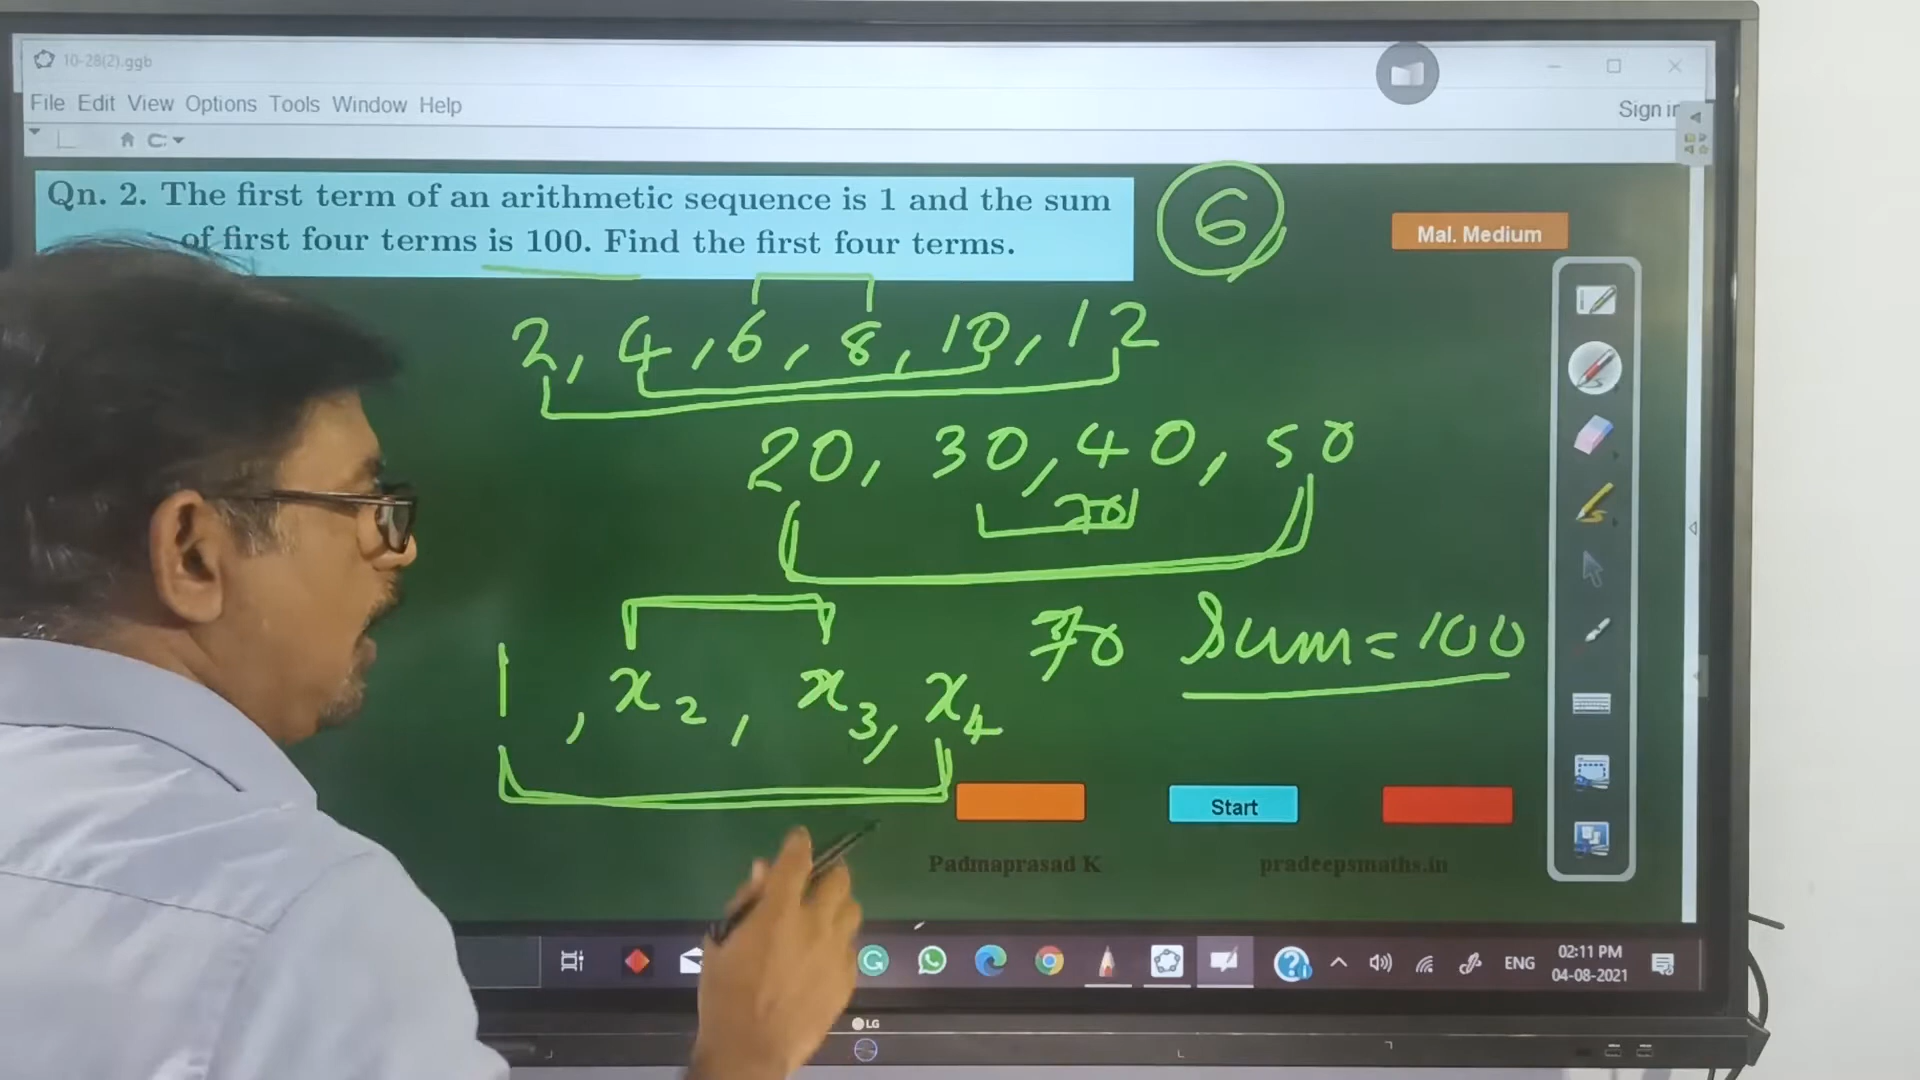 10-28(2).ggb
File Edit View Options Tools Window Help
Sign in
Qn. 2. The first term of an arithmetic sequence is 1 and the sum
of first four terms is 100. Find the first four terms.
6
Mal. Medium
2, 4, 6, 8, 10, 12
20, 30, 40, 50
70
70 Sum = 100
1, x2, x3, x4
Start
Padmaprasad K pradeepsmaths.in
ENG 02:11 PM
04-08-2021
LG